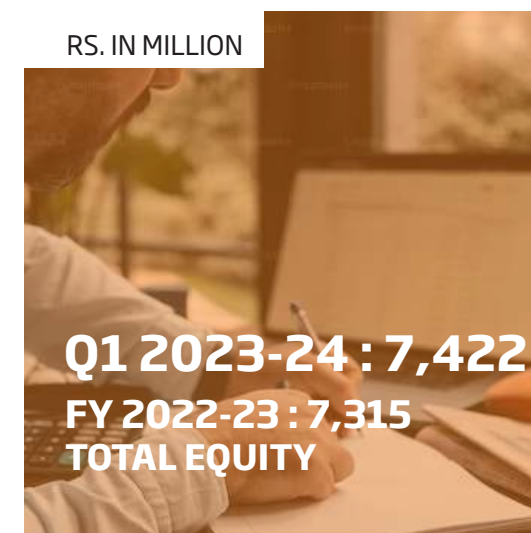 RS. IN MILLION
Q1 2023-24 : 7,422
FY 2022-23 : 7,315
TOTAL EQUITY